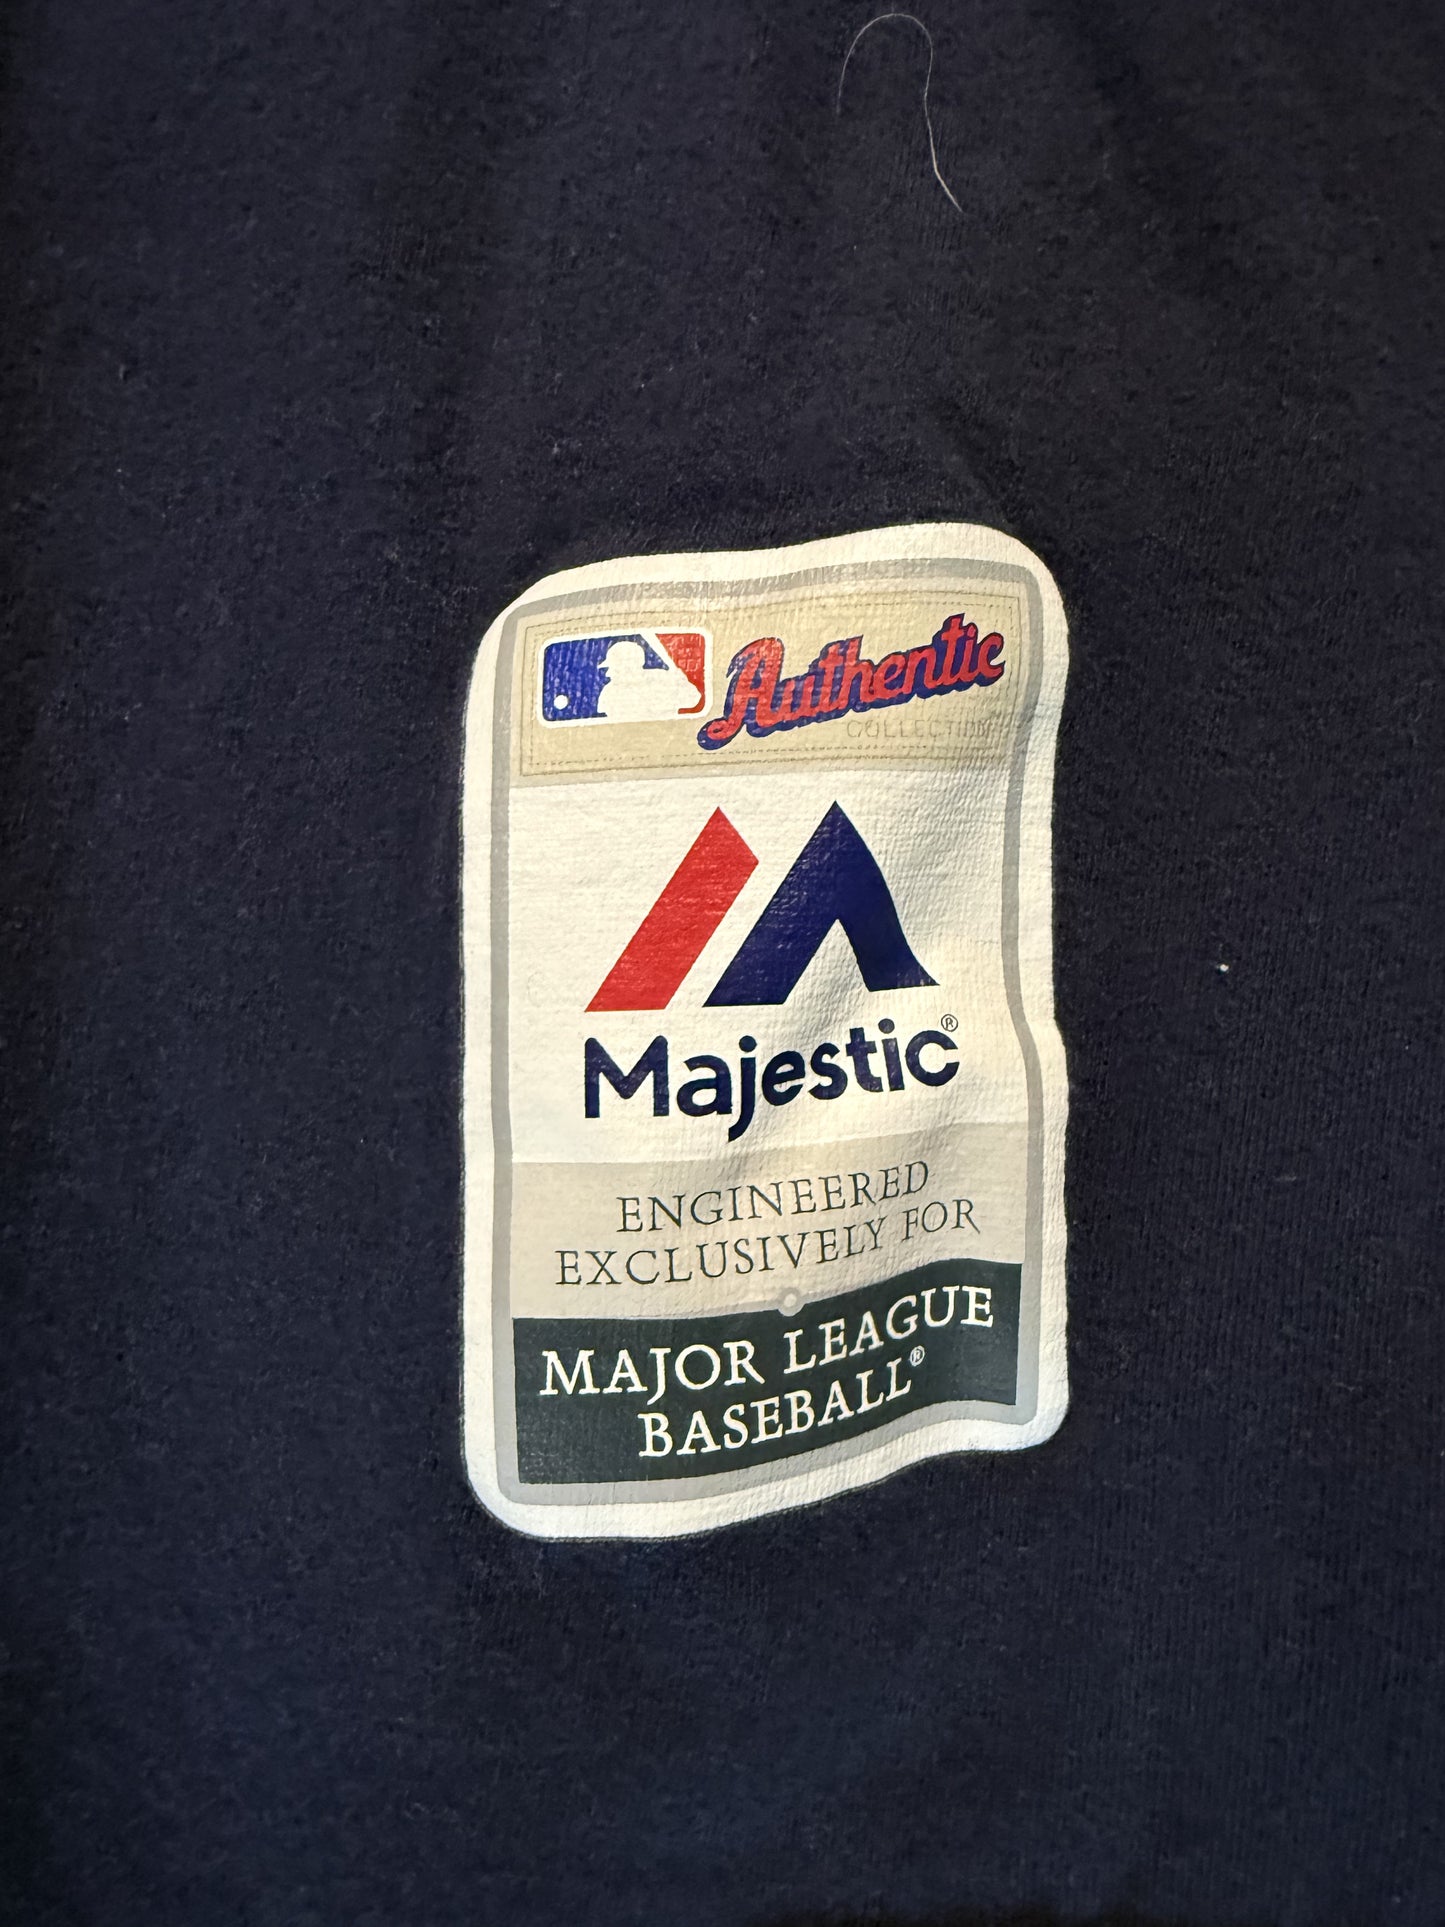 Authentic
COLLECTION
Majestic®
ENGINEERED
EXCLUSIVELY FOR
MAJOR LEAGUE
BASEBALL®